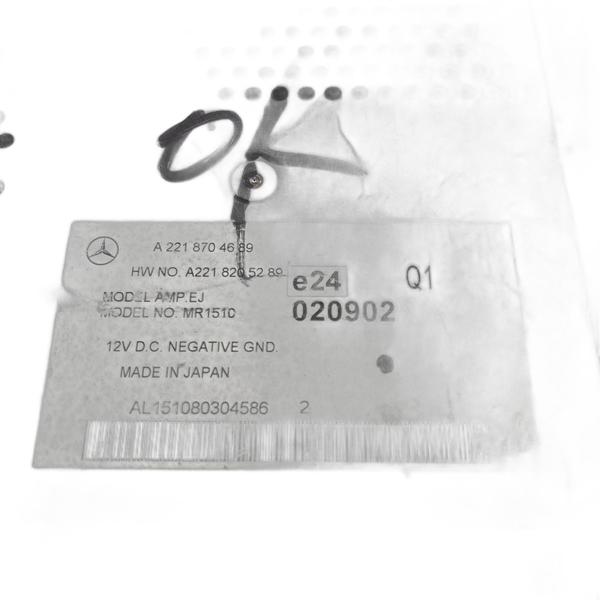 OK
A 221 870 46 89
HW NO. A221 820 52 89
e24
Q1
MODEL AMP.EJ
MODEL NO. MR1510
020902
12V D.C. NEGATIVE GND.
MADE IN JAPAN
AL151080304586 2